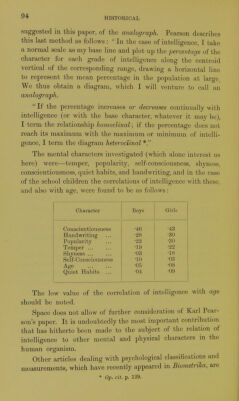 94 HISTORICAL
suggested in this paper, of the analograph. Pearson describes
this last method as follows: "In the case of intelligence, I take
a normal scale as my base line and plot up the percentage of the
character for each grade of intelligence along the centroid
vertical of the corresponding range, drawing a horizontal line
to represent the mean percentage in the population at large.
We thus obtain a diagram, which I will venture to call an
analograph.
"If the percentage increases or decreases continually with
intelligence (or with the base character, whatever it may be),
I term the relationship homoclinal; if the percentage does not
reach its maximum with the maximum or minimum of intelli-
gence, I term the diagram heteroclinal *."
The mental characters investigated (which alone interest us
here) were—temper, popularity, self-consciousness, shyness,
conscientiousness, quiet habits, and handwriting, and in the case
of the school children the correlations of intelligence with these,
and also with age, were found to be as follows:
Character Boys Girls
Conscientiousness ·46 ·43
Handwriting ... ·28 ·30
Popularity ... ·22 ·20
Temper ... ... ·19 ·22
Shyness ... ... ·02 ·18
Self-Consciousness ·10 ·03
Age ... ... ·05 ·08
Quiet Habits ... ·04 ·09
The low value of the correlation of intelligence with age
should be noted.
Space does not allow of further consideration of Karl Pear-
son's paper. It is undoubtedly the most important contribution
that has hitherto been made to the subject of the relation of
intelligence to other mental and physical characters in the
human organism.
Other articles dealing with psychological classifications and
measurements, which have recently appeared in Biometrika, are
* Op. cit. p. 129.